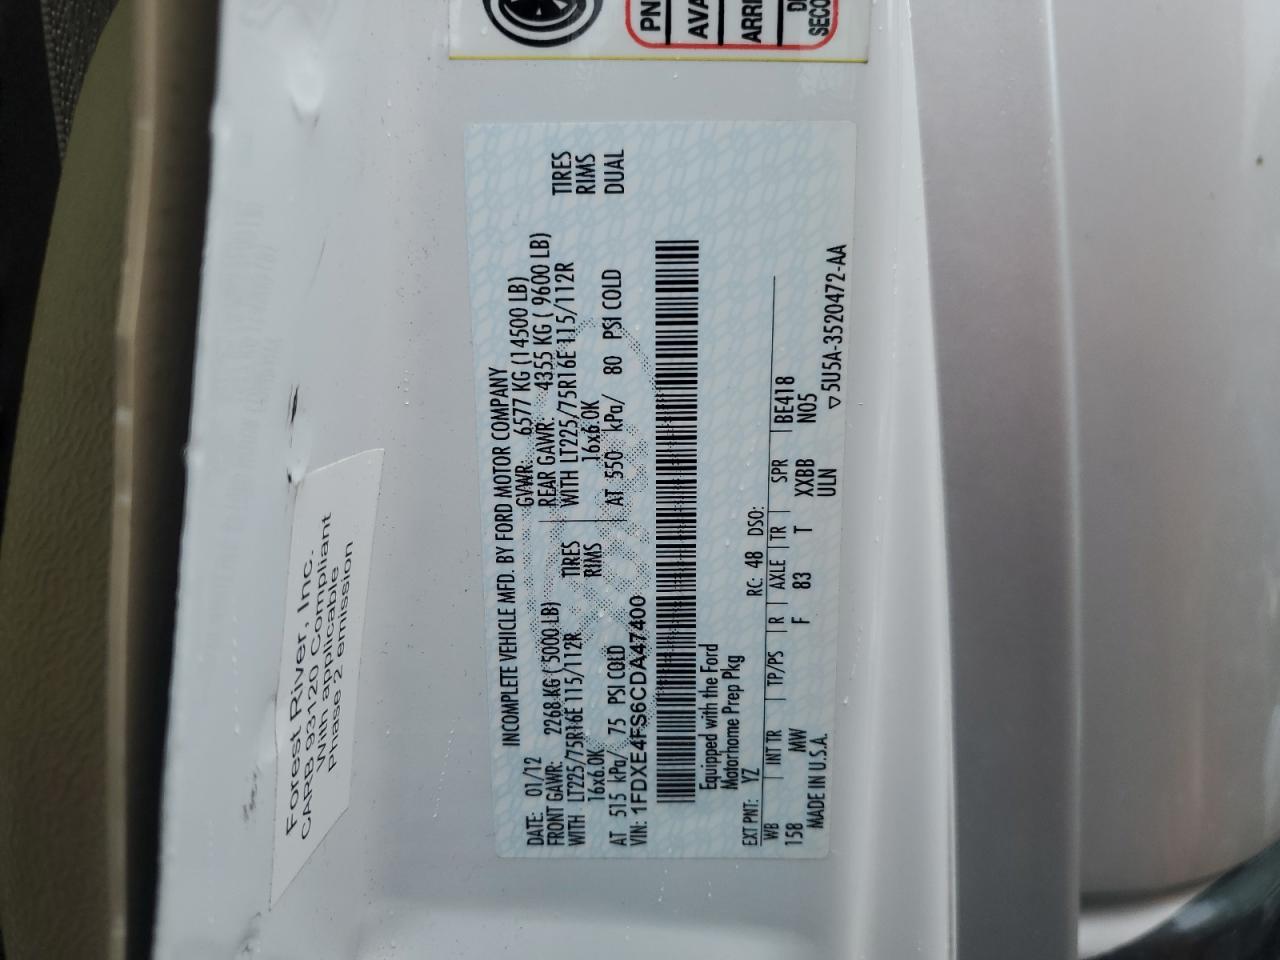 PN
AVA
ARRI
DI
SECO
Forest River, Inc.
CARB 93120 Compliant
With applicable
Phase 2 emission
INCOMPLETE VEHICLE MFD. BY FORD MOTOR COMPANY
DATE: 01/12 GVWR: 6577 KG (14500 LB)
FRONT GAWR: 2268 KG ( 5000 LB) REAR GAWR: 4355 KG ( 9600 LB)
WITH LT225/75R16E 115/112R TIRES WITH LT225/75R16E 115/112R TIRES
16x6.0K RIMS 16x6.0K RIMS
AT 515 kPa/ 75 PSI COLD AT 550 kPa/ 80 PSI COLD DUAL
VIN: 1FDXE4FS6CDA47400
Equipped with the Ford
Motorhome Prep Pkg
EXT PNT: YZ RC: 48 DSO:
WB INT TR TP/PS R AXLE TR SPR BE418
158 MW F 83 T XXBB N05
MADE IN U.S.A. ULN
▽5U5A-3520472-AA